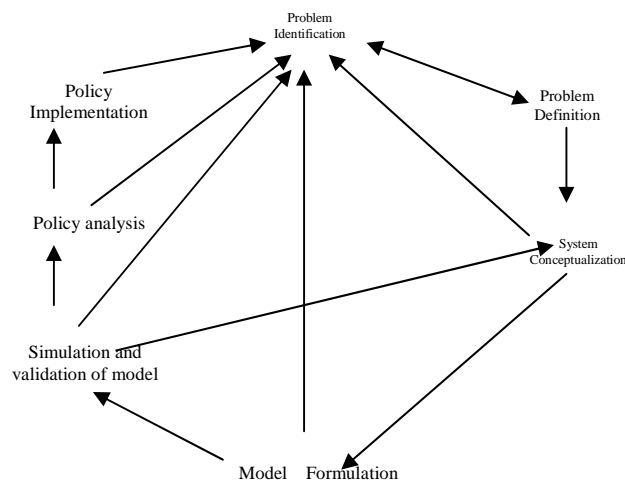 Problem
Identification
Policy
Implementation
Problem
Definition
Policy analysis
System
Conceptualization
Simulation and
validation of model
Model Formulation